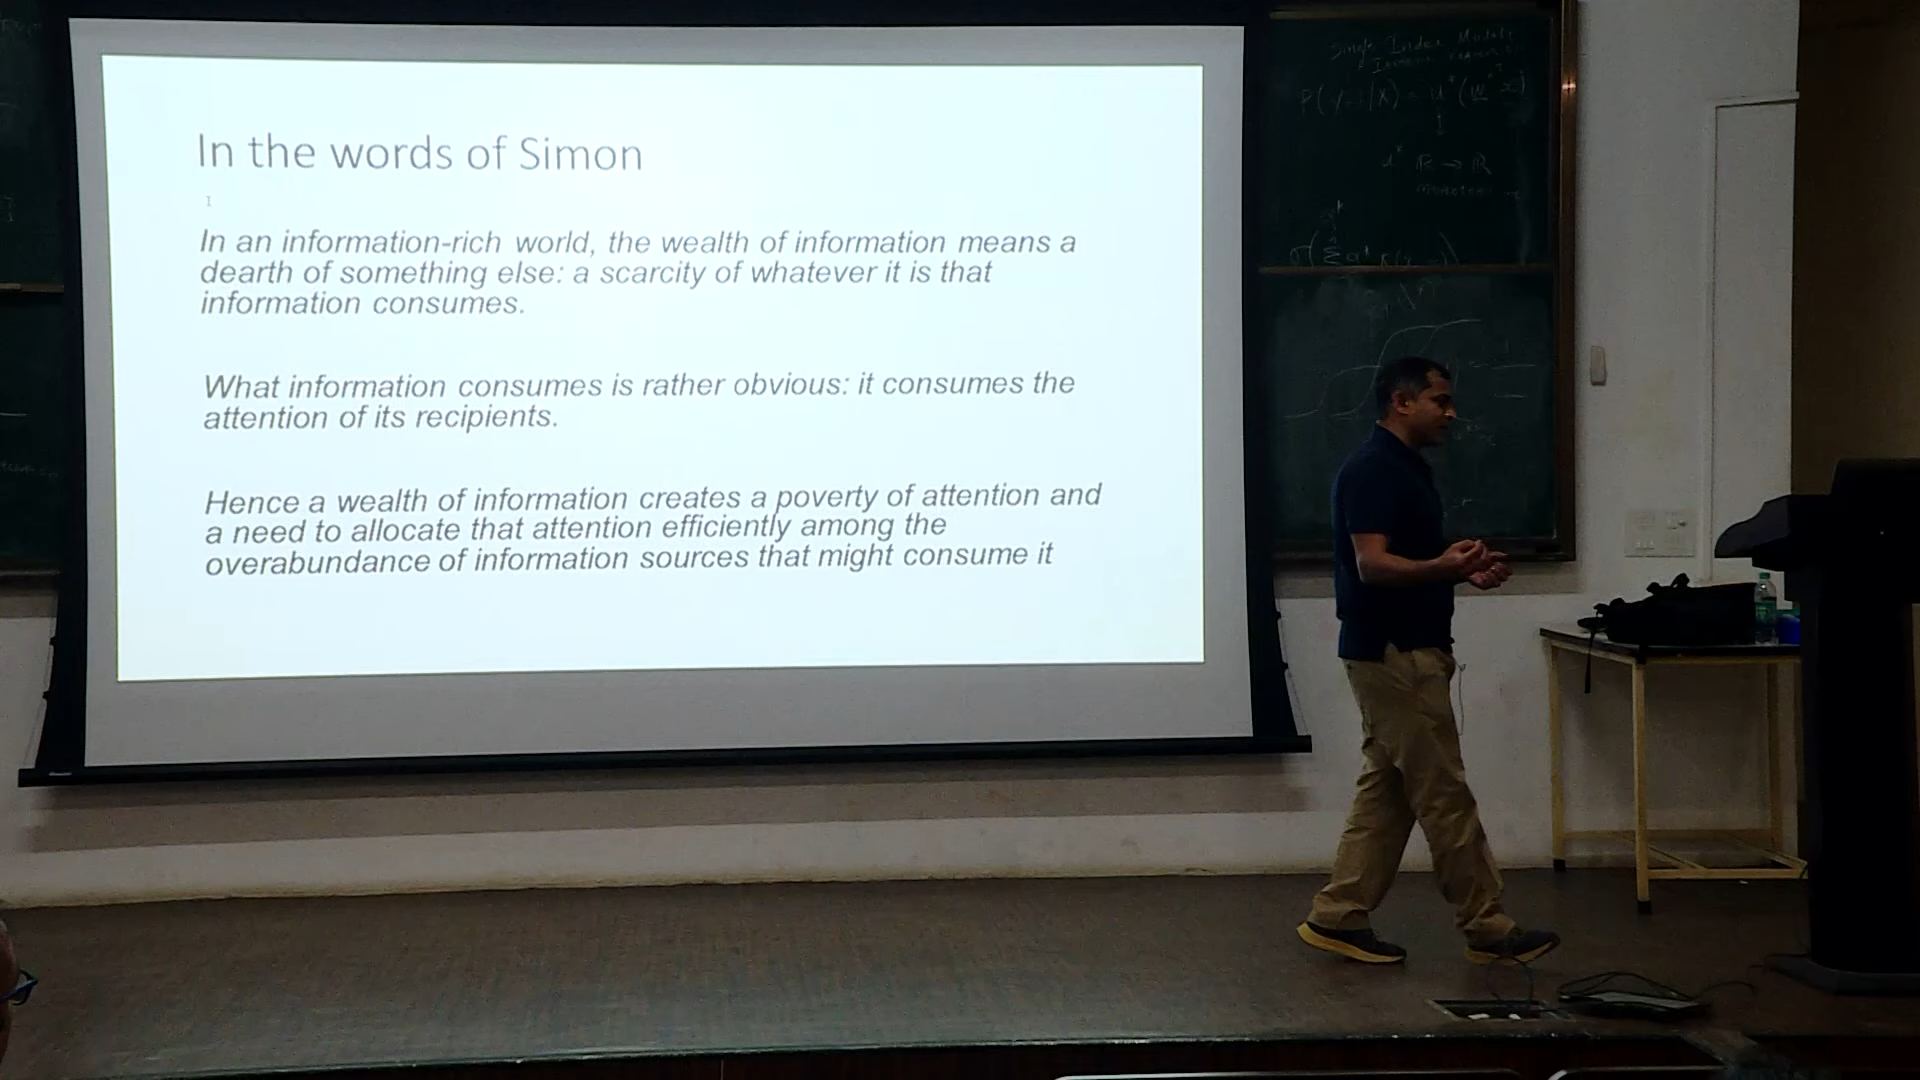 In the words of Simon
In an information-rich world, the wealth of information means a
dearth of something else: a scarcity of whatever it is that
information consumes.
What information consumes is rather obvious: it consumes the
attention of its recipients.
Hence a wealth of information creates a poverty of attention and
a need to allocate that attention efficiently among the
overabundance of information sources that might consume it
Single Index Models